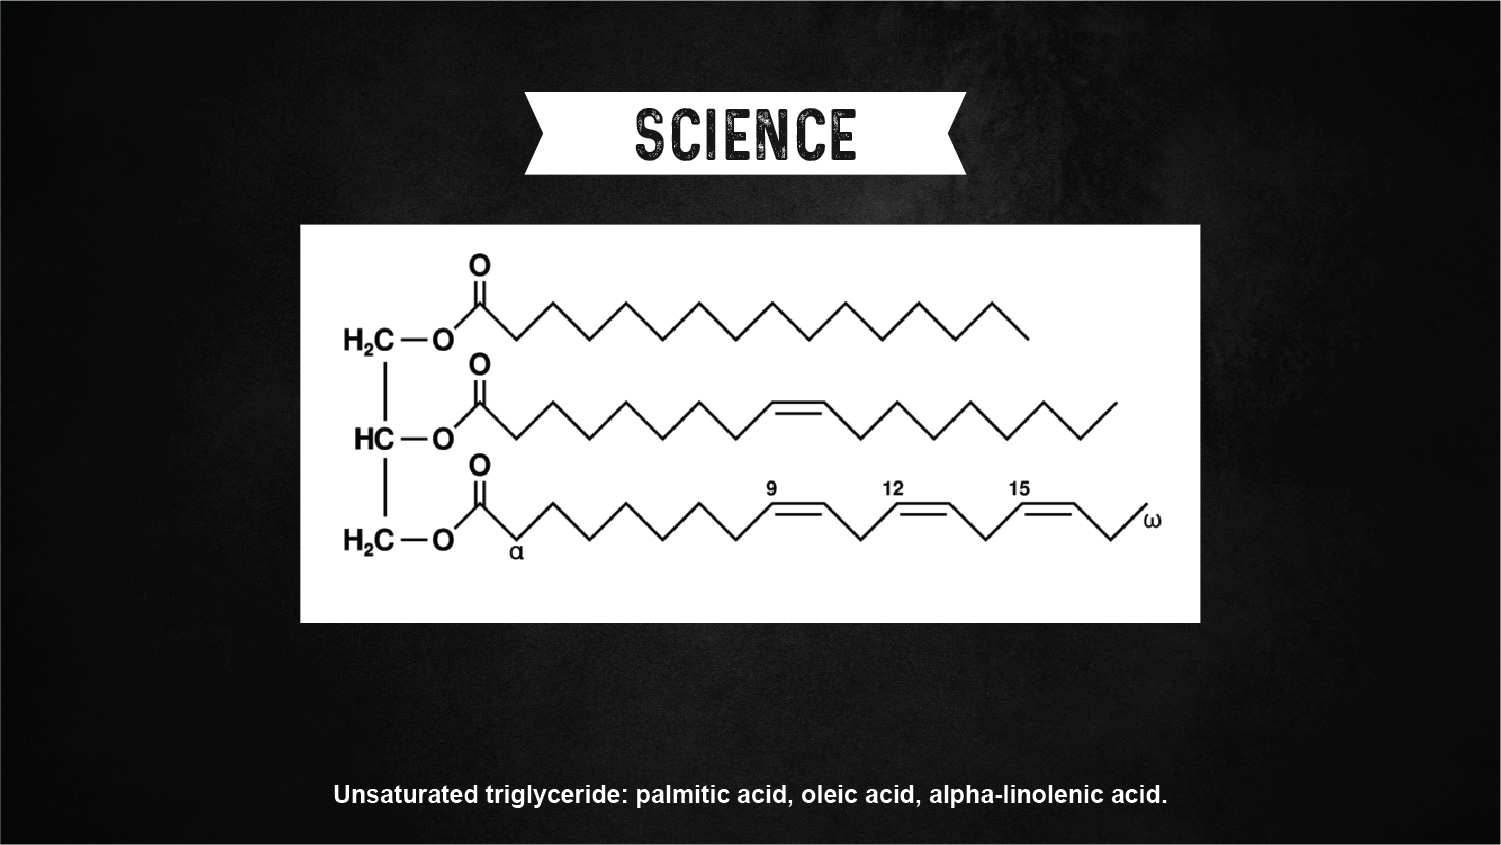 SCIENCE
O
H₂C—O
O
HC—O
O
9 12 15
ω
H₂C—O
α
Unsaturated triglyceride: palmitic acid, oleic acid, alpha-linolenic acid.